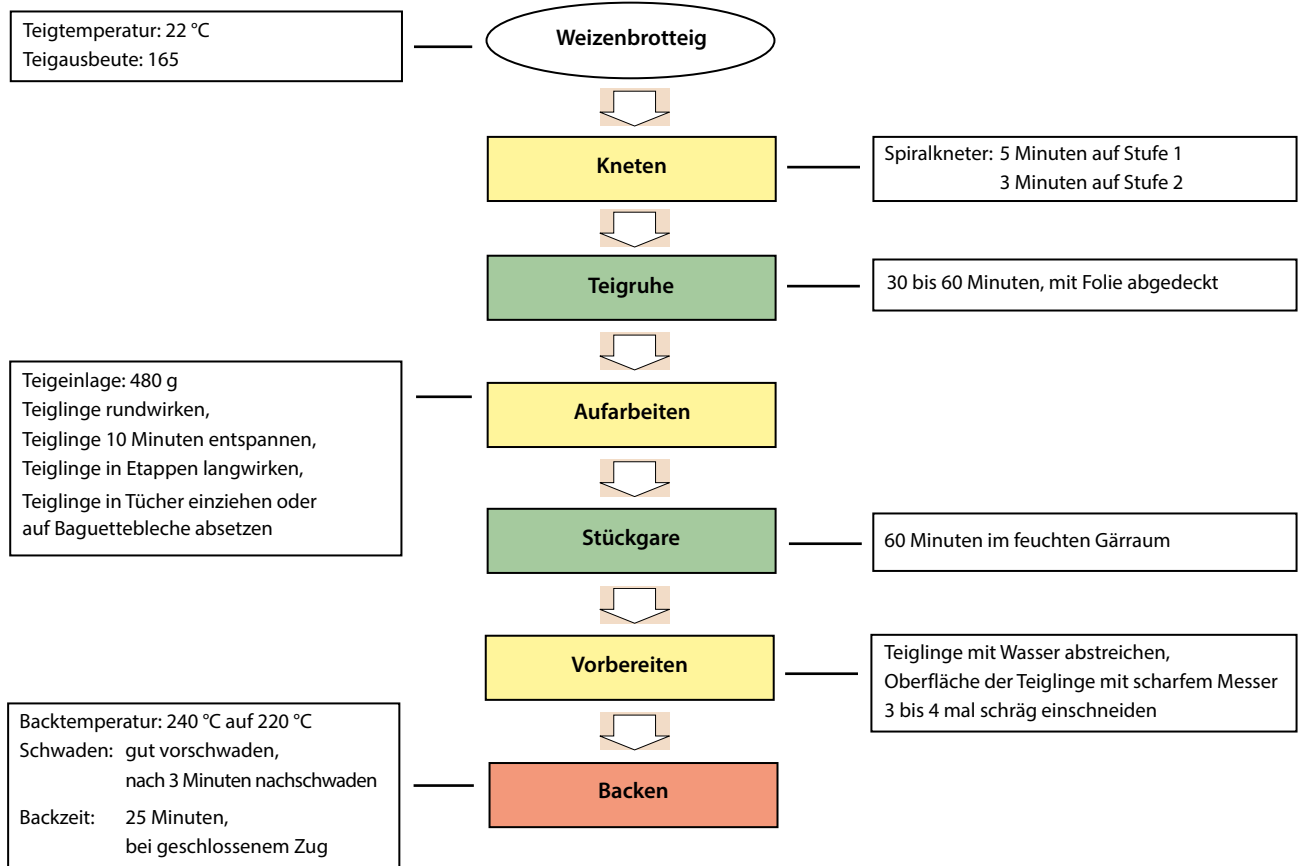 Teigtemperatur: 22 °C
Teigausbeute: 165
Weizenbrotteig
Kneten
Spiralkneter: 5 Minuten auf Stufe 1
3 Minuten auf Stufe 2
Teigruhe
30 bis 60 Minuten, mit Folie abgedeckt
Teigeinlage: 480 g
Teiglinge rundwirken,
Teiglinge 10 Minuten entspannen,
Teiglinge in Etappen langwirken,
Teiglinge in Tücher einziehen oder
auf Baguettebleche absetzen
Aufarbeiten
Stückgare
60 Minuten im feuchten Gärraum
Vorbereiten
Teiglinge mit Wasser abstreichen,
Oberfläche der Teiglinge mit scharfem Messer
3 bis 4 mal schräg einschneiden
Backtemperatur: 240 °C auf 220 °C
Schwaden: gut vorschwaden,
nach 3 Minuten nachschwaden
Backzeit: 25 Minuten,
bei geschlossenem Zug
Backen